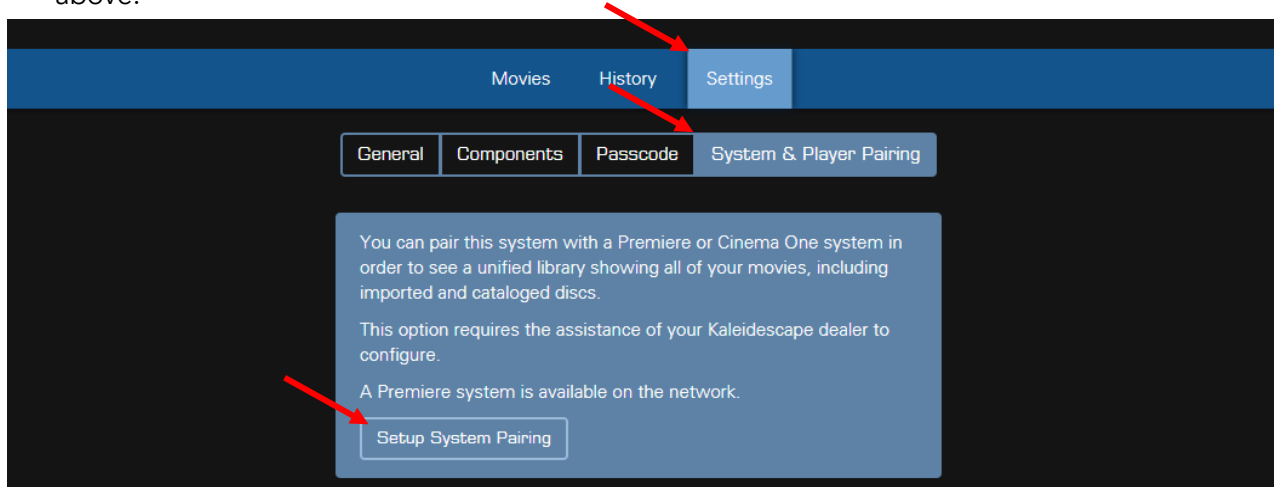 above.
Movies History Settings
General Components Passcode System & Player Pairing
You can pair this system with a Premiere or Cinema One system in
order to see a unified library showing all of your movies, including
imported and cataloged discs.
This option requires the assistance of your Kaleidescape dealer to
configure.
A Premiere system is available on the network.
Setup System Pairing